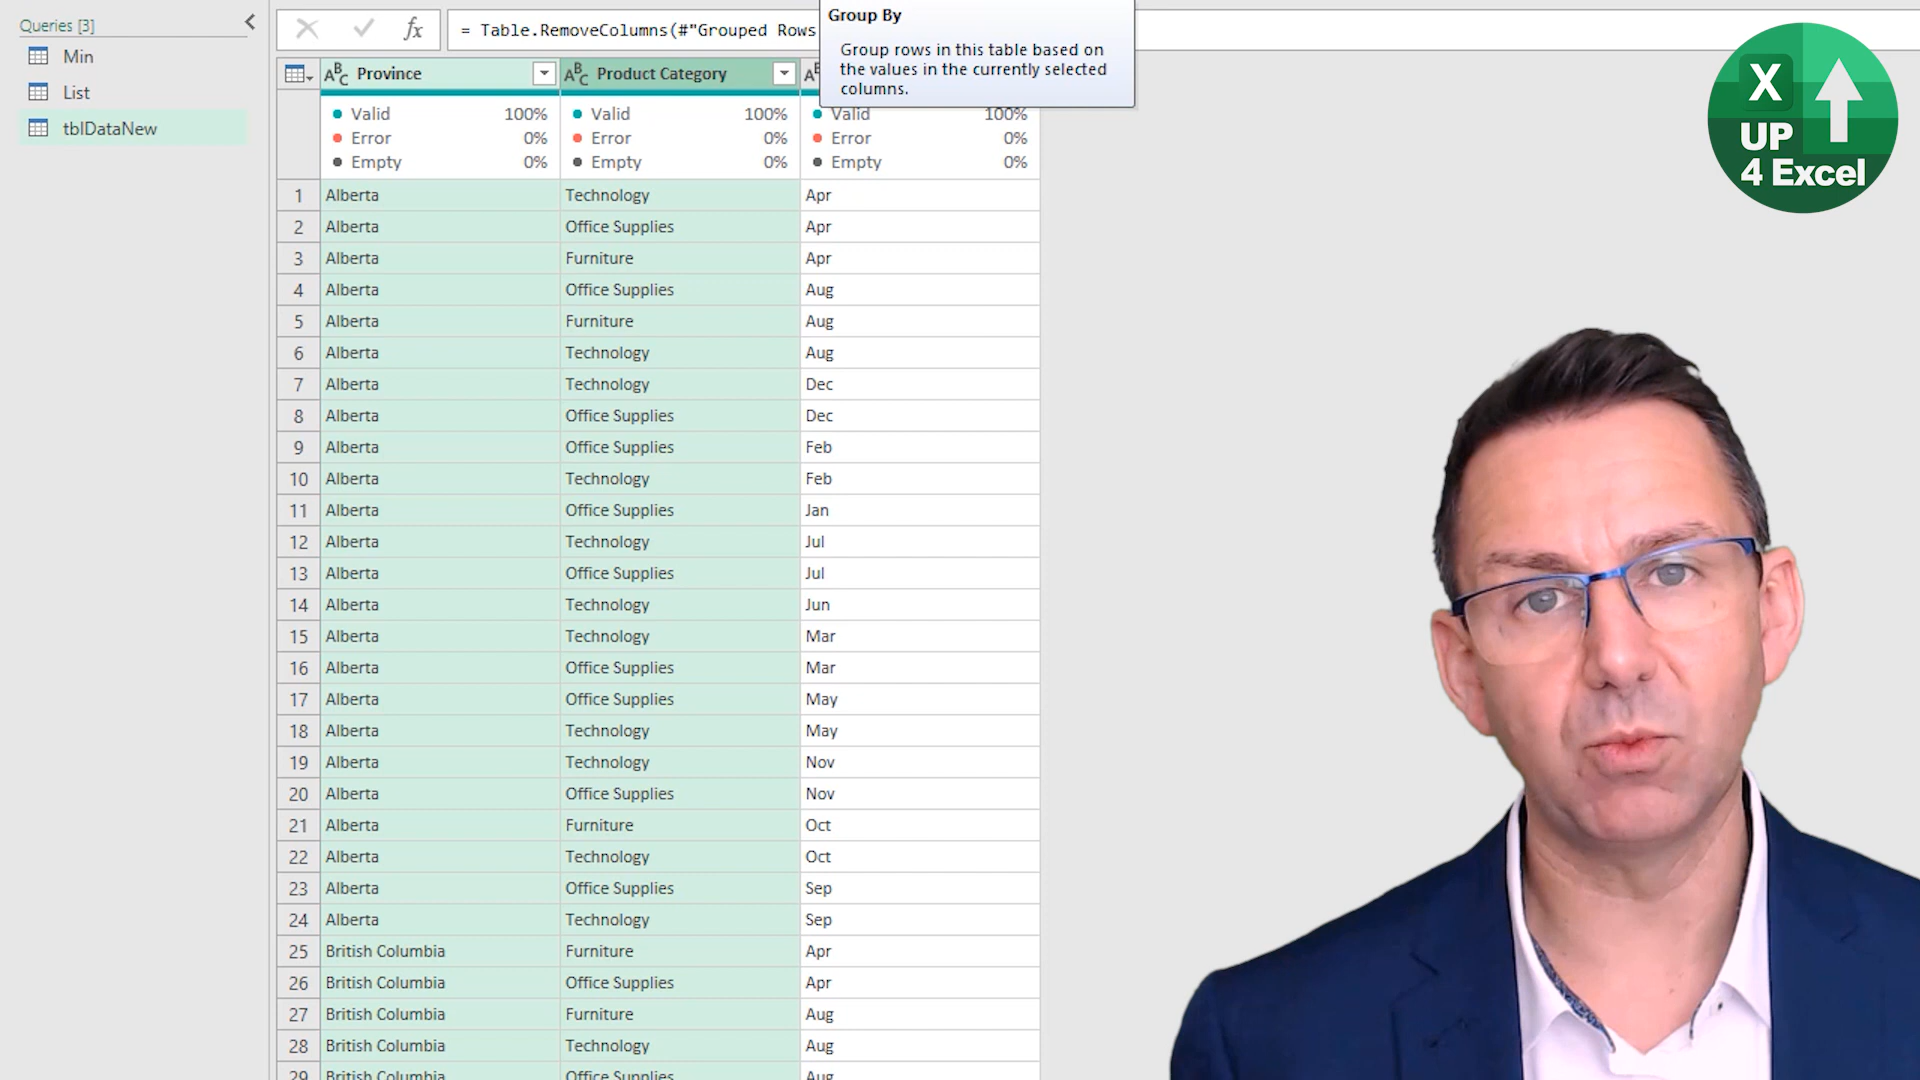 Queries [3]
Min
List
tblDataNew
fx
= Table.RemoveColumns(#"Grouped Rows
Group By
Group rows in this table based on
the values in the currently selected
columns.
X
UP
4 Excel
ABC Province
ABC Product Category
Valid 100% Valid 100% Valid 100%
Error 0% Error 0% Error 0%
Empty 0% Empty 0% Empty 0%
1 Alberta Technology Apr
2 Alberta Office Supplies Apr
3 Alberta Furniture Apr
4 Alberta Office Supplies Aug
5 Alberta Furniture Aug
6 Alberta Technology Aug
7 Alberta Technology Dec
8 Alberta Office Supplies Dec
9 Alberta Office Supplies Feb
10 Alberta Technology Feb
11 Alberta Office Supplies Jan
12 Alberta Technology Jul
13 Alberta Office Supplies Jul
14 Alberta Technology Jun
15 Alberta Technology Mar
16 Alberta Office Supplies Mar
17 Alberta Office Supplies May
18 Alberta Technology May
19 Alberta Technology Nov
20 Alberta Office Supplies Nov
21 Alberta Furniture Oct
22 Alberta Technology Oct
23 Alberta Office Supplies Sep
24 Alberta Technology Sep
25 British Columbia Furniture Apr
26 British Columbia Office Supplies Apr
27 British Columbia Furniture Aug
28 British Columbia Technology Aug
29 British Columbia Office Supplies Aug